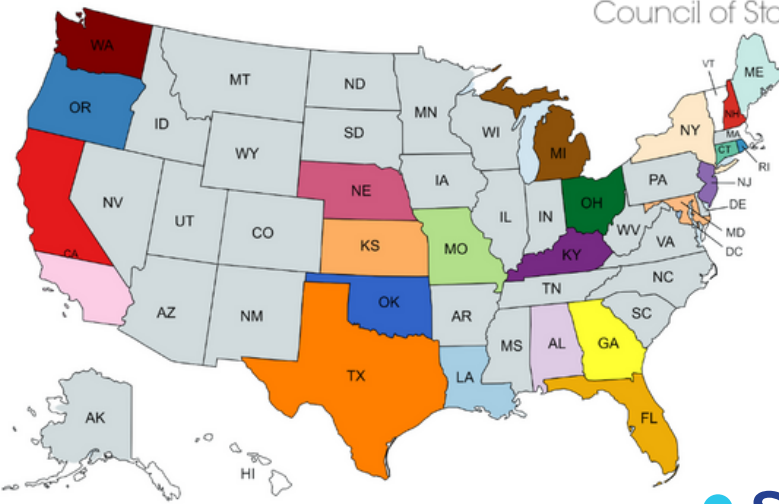 Council of Sta
WA
MT
ND
MN
VT
ME
OR
ID
SD
WI
MI
NY
NH
MA
CT
RI
WY
NE
IA
PA
NJ
NV
UT
CO
KS
MO
IL
IN
OH
WV
VA
DE
MD
DC
CA
KY
AZ
NM
OK
AR
TN
NC
SC
TX
LA
MS
AL
GA
FL
AK
HI